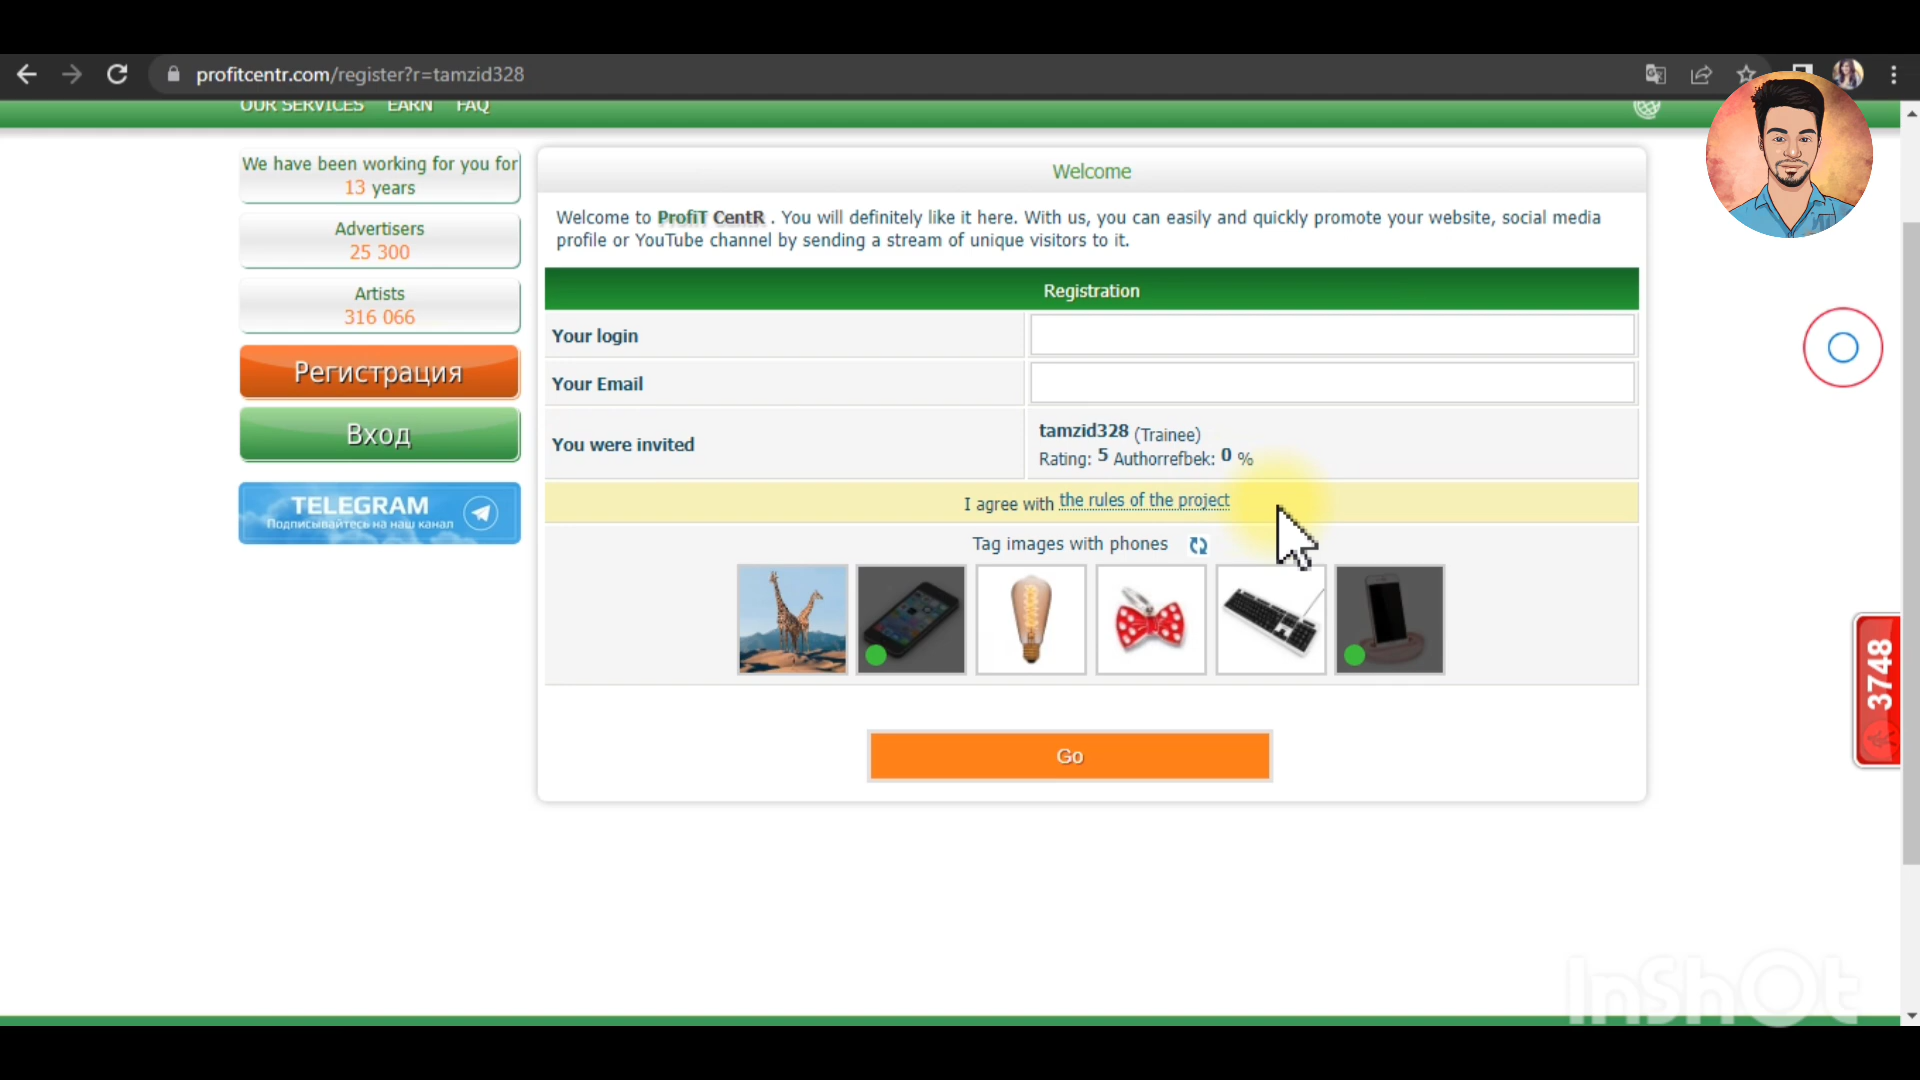 profitcentr.com/register?r=tamzid328
OUR SERVICES EARN FAQ
We have been working for you for
13 years
Advertisers
25 300
Artists
316 066
Регистрация
Вход
TELEGRAM
Подписывайтесь на наш канал
Welcome
Welcome to ProfiT CentR . You will definitely like it here. With us, you can easily and quickly promote your website, social media
profile or YouTube channel by sending a stream of unique visitors to it.
Registration
Your login
Your Email
You were invited
tamzid328 (Trainee)
Rating: 5 Authorrefbek: 0 %
I agree with the rules of the project
Tag images with phones
Go
3748
InShOt